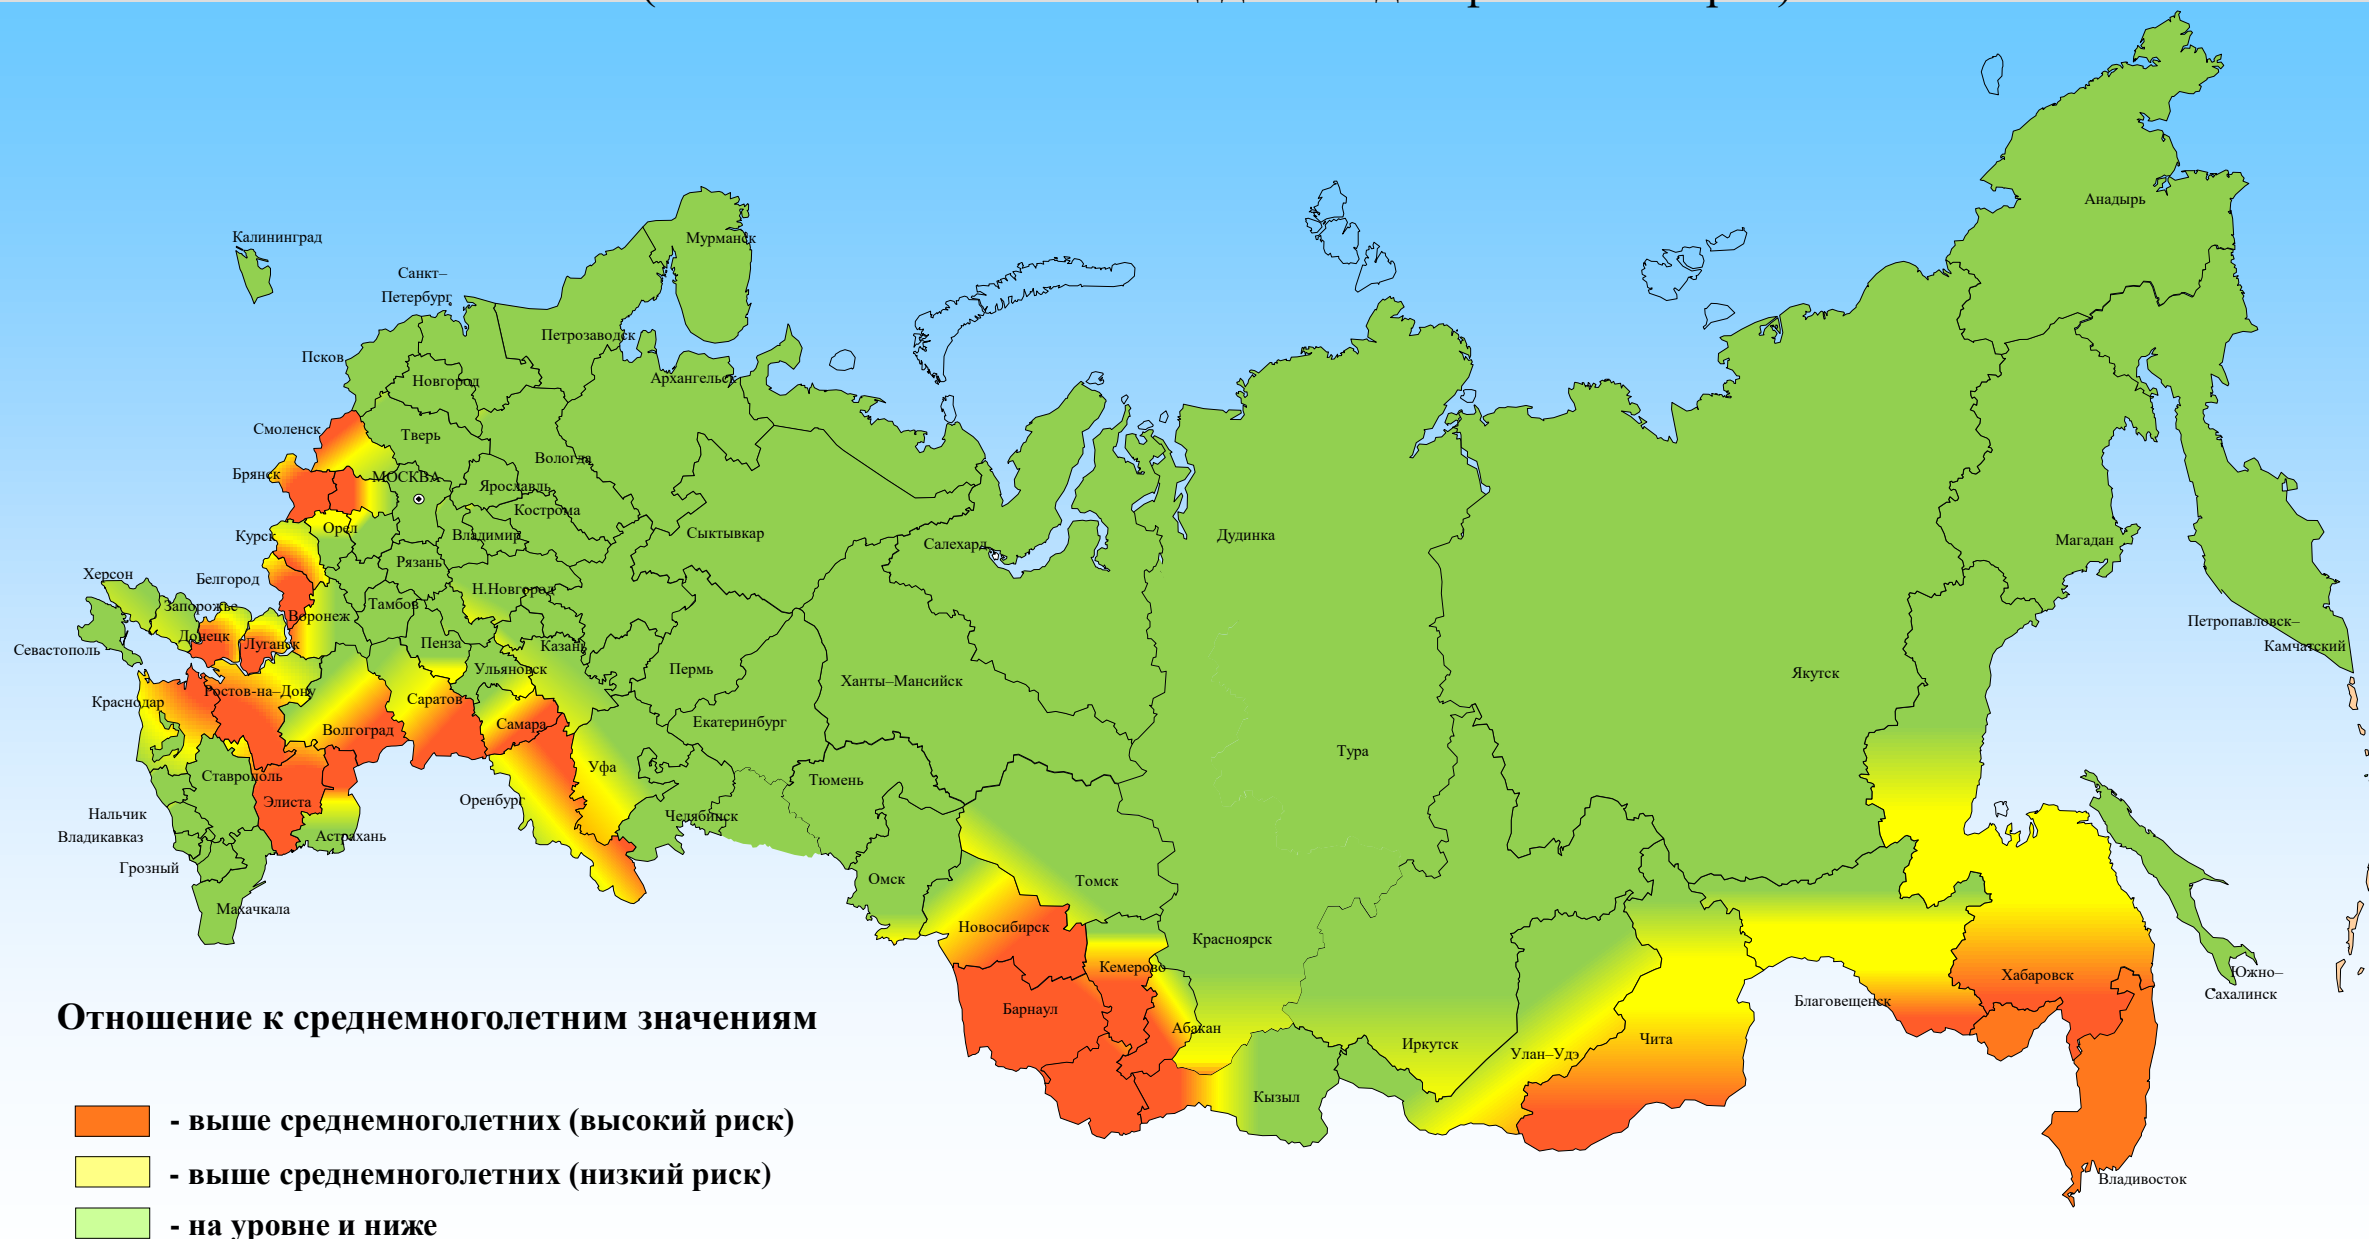 Анадырь
Калининград
Мурманск
Санкт–
Петербург
Петрозаводск
Псков
Новгород
Архангельск
Смоленск
Тверь
Вологда
Брянск
МОСКВА
Ярославль
Кострома
Орел
Курск
Владимир
Сыктывкар
Салехард
Дудинка
Магадан
Рязань
Херсон
Белгород
Н.Новгород
Запорожье
Тамбов
Воронеж
Петропавловск–
Камчатский
Донецк
Луганск
Пенза
Казань
Севастополь
Ульяновск
Пермь
Ханты–Мансийск
Якутск
Ростов-на–Дону
Краснодар
Саратов
Самара
Екатеринбург
Волгоград
Тура
Уфа
Ставрополь
Тюмень
Элиста
Оренбург
Нальчик
Челябинск
Владикавказ
Астрахань
Грозный
Омск
Томск
Махачкала
Новосибирск
Красноярск
Кемерово
Хабаровск
Южно–
Сахалинск
Благовещенск
Барнаул
Абакан
Иркутск
Улан–Удэ
Чита
Кызыл
Владивосток
Отношение к среднемноголетним значениям
- выше среднемноголетних (высокий риск)
- выше среднемноголетних (низкий риск)
- на уровне и ниже